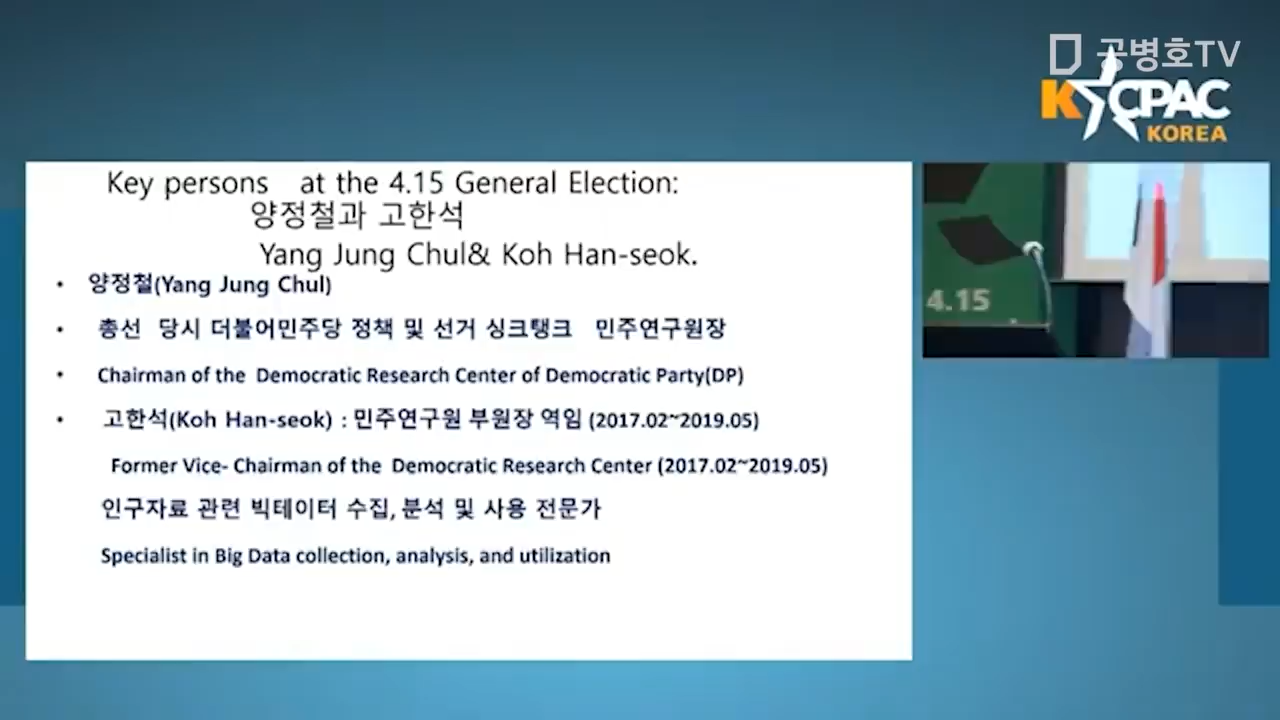 공병호TV
K CPAC
KOREA
Key persons at the 4.15 General Election:
양정철과 고한석
Yang Jung Chul& Koh Han-seok.
• 양정철(Yang Jung Chul)
• 총선 당시 더불어민주당 정책 및 선거 싱크탱크 민주연구원장
• Chairman of the Democratic Research Center of Democratic Party(DP)
• 고한석(Koh Han-seok) : 민주연구원 부원장 역임 (2017.02~2019.05)
Former Vice- Chairman of the Democratic Research Center (2017.02~2019.05)
인구자료 관련 빅테이터 수집, 분석 및 사용 전문가
Specialist in Big Data collection, analysis, and utilization
4.15